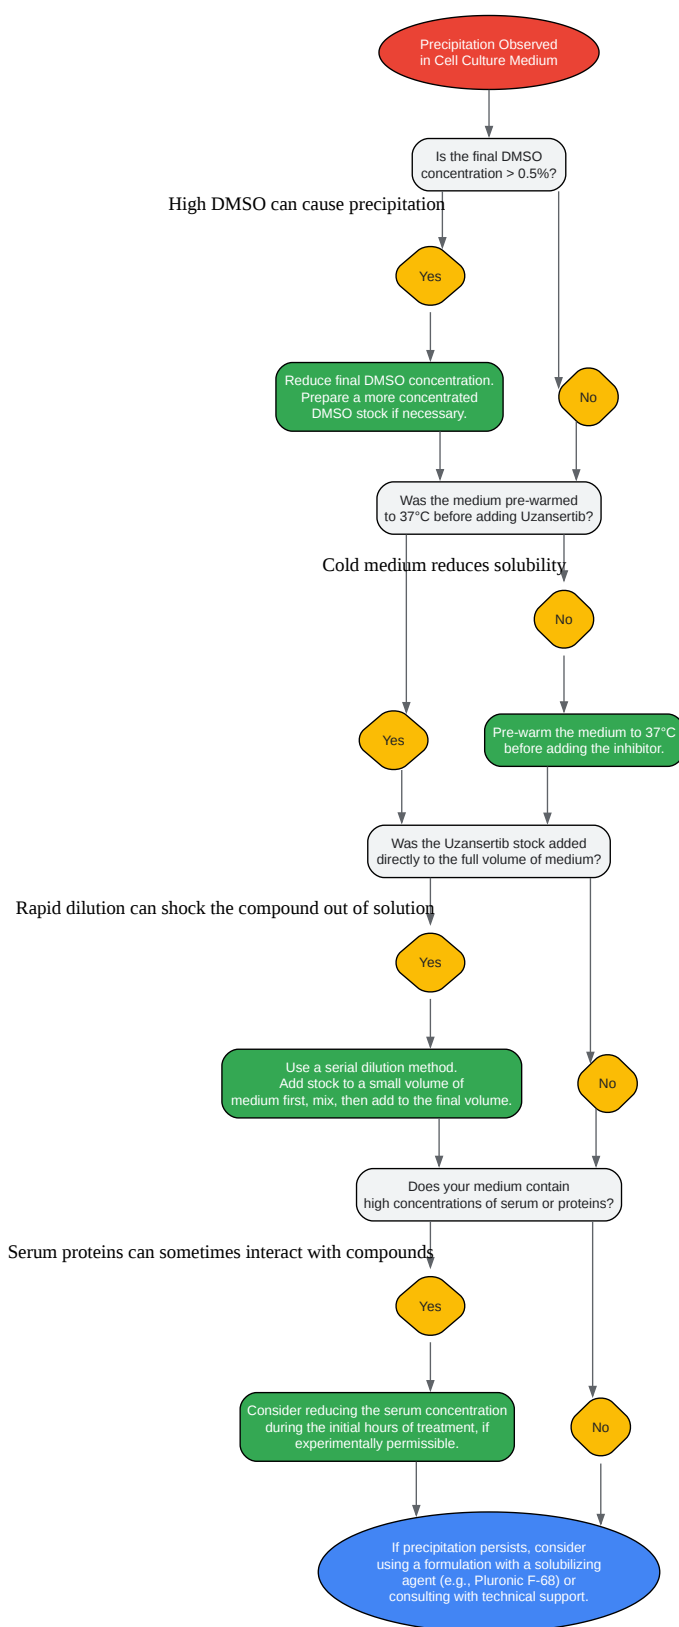 Precipitation Observed
in Cell Culture Medium
Is the final DMSO
concentration > 0.5%?
High DMSO can cause precipitation
Yes
Reduce final DMSO concentration.
Prepare a more concentrated
DMSO stock if necessary.
No
Was the medium pre-warmed
to 37°C before adding Uzansertib?
Cold medium reduces solubility
No
Yes
Pre-warm the medium to 37°C
before adding the inhibitor.
Was the Uzansertib stock added
directly to the full volume of medium?
Rapid dilution can shock the compound out of solution
Yes
Use a serial dilution method.
Add stock to a small volume of
medium first, mix, then add to the final volume.
No
Does your medium contain
high concentrations of serum or proteins?
Serum proteins can sometimes interact with compounds
Yes
Consider reducing the serum concentration
during the initial hours of treatment, if
experimentally permissible.
No
If precipitation persists, consider
using a formulation with a solubilizing
agent (e.g., Pluronic F-68) or
consulting with technical support.